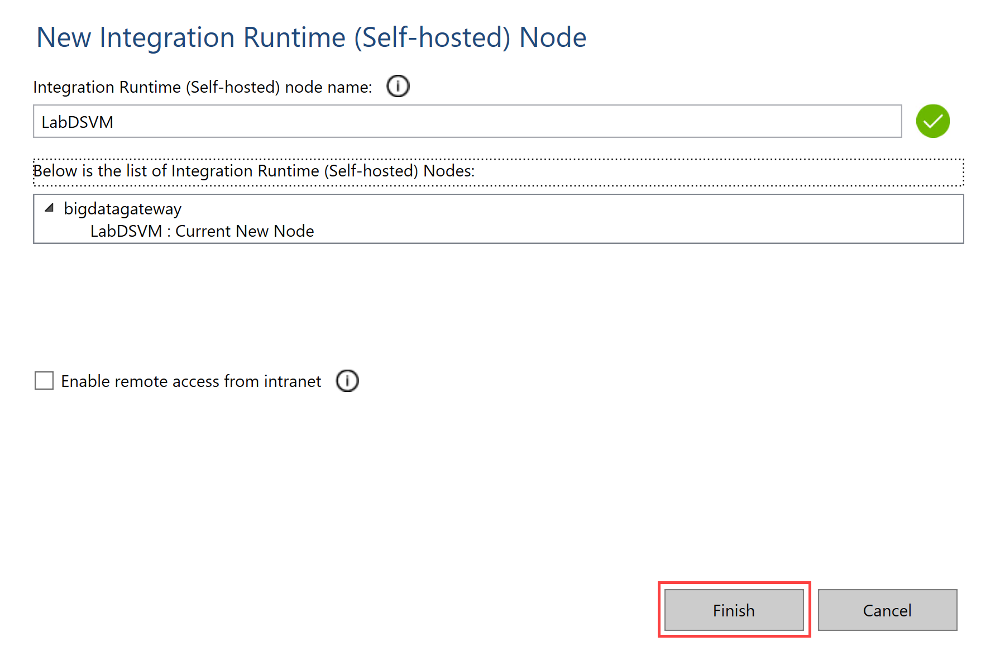 New Integration Runtime (Self-hosted) Node
Integration Runtime (Self-hosted) node name:
LabDSVM
Below is the list of Integration Runtime (Self-hosted) Nodes:
bigdatagateway
LabDSVM : Current New Node
Enable remote access from intranet
Finish
Cancel